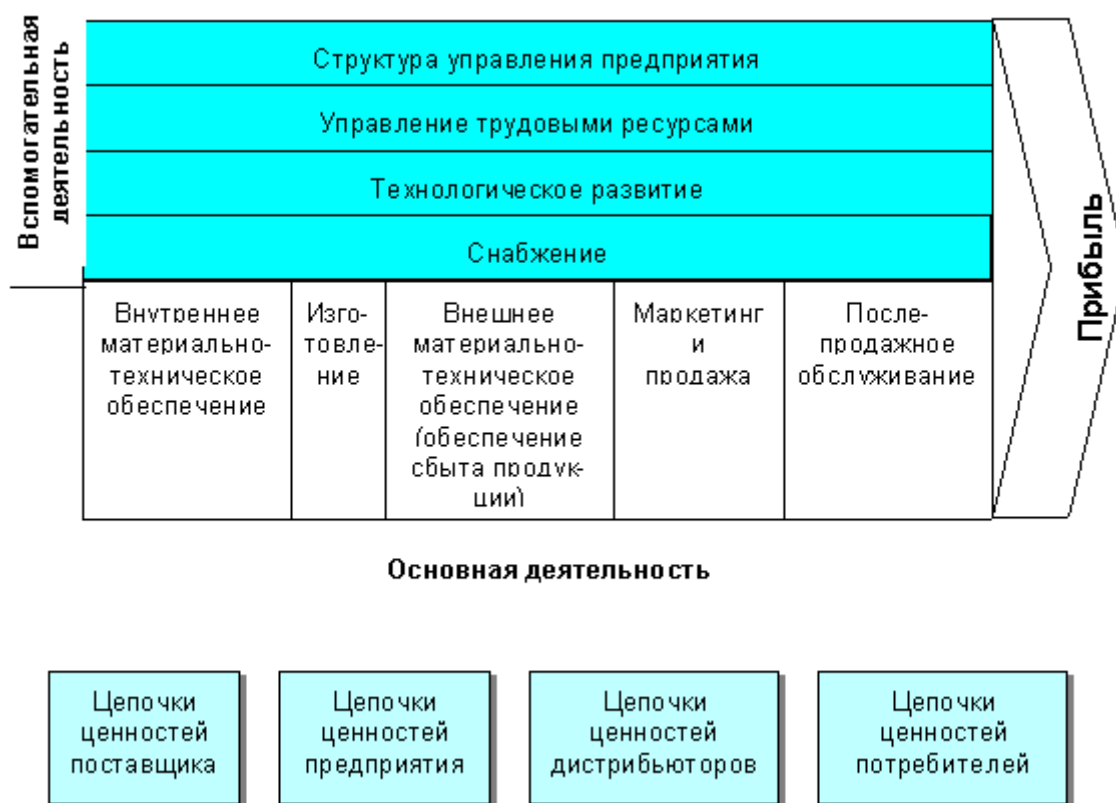 Вспомогательная
деятельность
Структура управления предприятия
Управление трудовыми ресурсами
Технологическое развитие
Снабжение
Прибыль
Внутреннее
материально-
техническое
обеспечение
Изго-
товле-
ние
Внешнее
материально-
техническое
обеспечение
(обеспечение
сбыта продук-
ции)
Маркетинг
и
продажа
После-
продажное
обслуживание
Основная деятельность
Цепочки
ценностей
поставщика
Цепочки
ценностей
предприятия
Цепочки
ценностей
дистрибьюторов
Цепочки
ценностей
потребителей